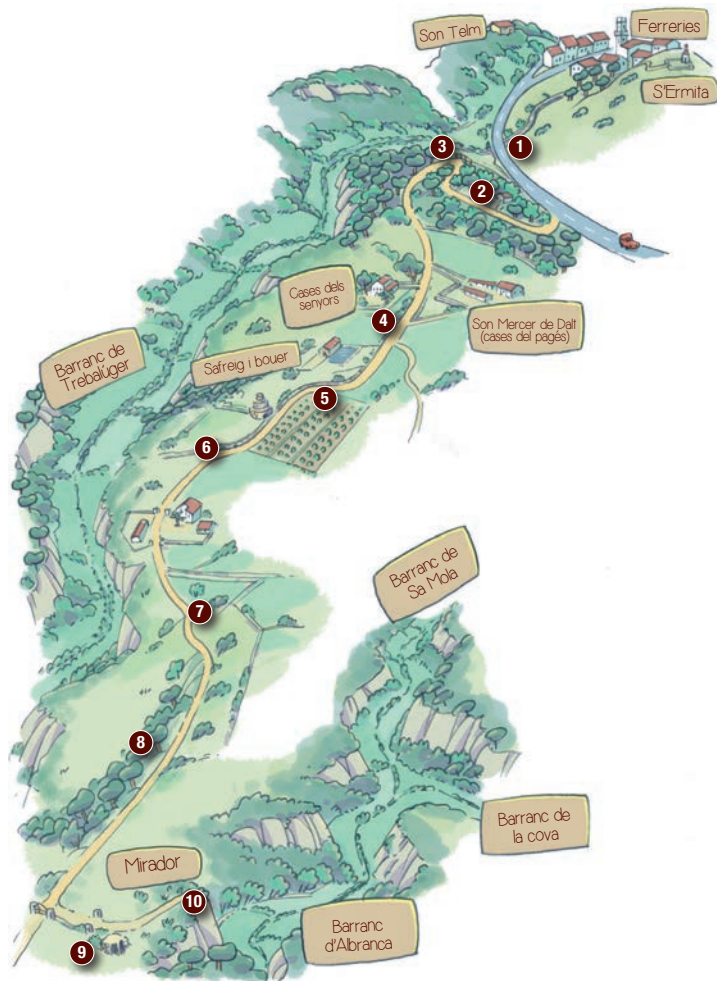 Son Telm
Ferreries
S'Ermita
1
3
2
Cases dels
senyors
4
Son Mercer de Dalt
(cases del pagès)
Barranc de
Trebalúger
Safreig i bouer
5
6
Barranc de
Sa Mola
7
8
Barranc de
la cova
Mirador
10
Barranc
d'Albranca
9